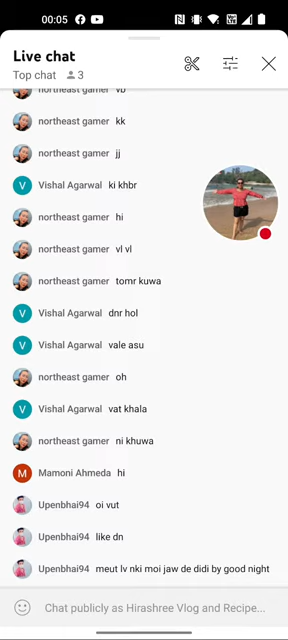 00:05
Live chat
Top chat 3
northeast gamer vb
northeast gamer kk
northeast gamer jj
Vishal Agarwal ki khbr
northeast gamer hi
northeast gamer vl vl
northeast gamer tomr kuwa
Vishal Agarwal dnr hol
Vishal Agarwal vale asu
northeast gamer oh
Vishal Agarwal vat khala
northeast gamer ni khuwa
Mamoni Ahmeda hi
Upenbhai94 oi vut
Upenbhai94 like dn
Upenbhai94 meut lv nki moi jaw de didi by good night
Chat publicly as Hirashree Vlog and Recipe...